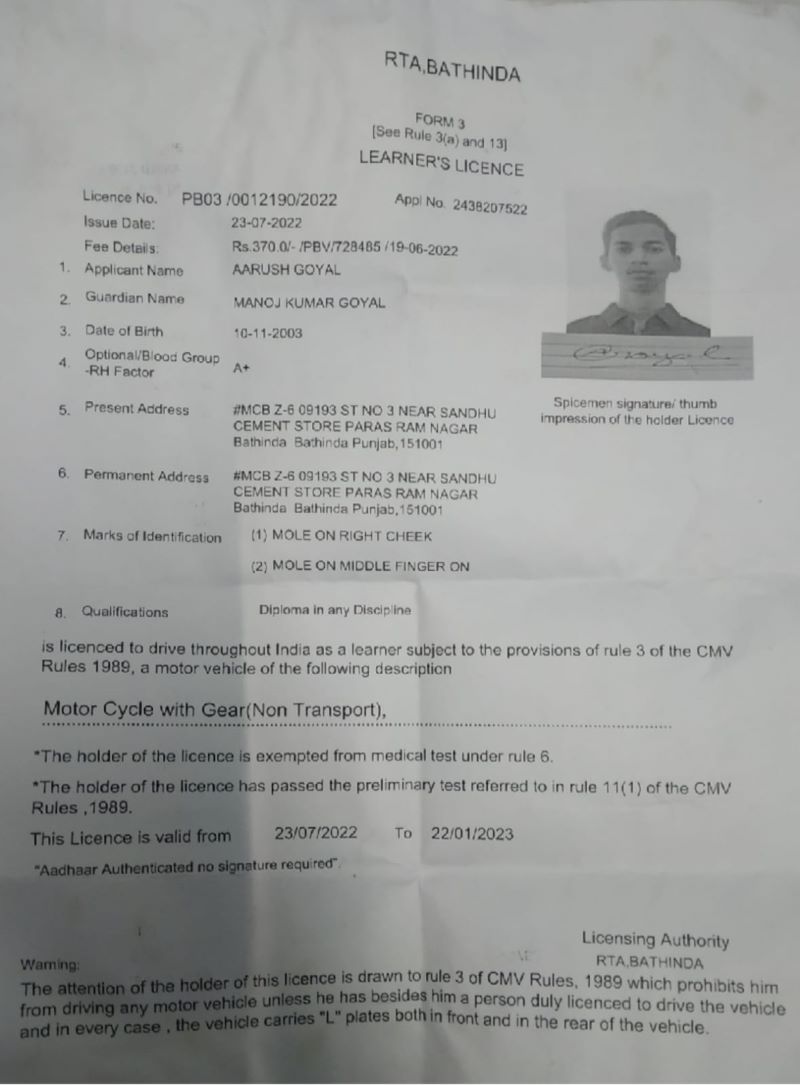 RTA,BATHINDA
FORM 3
[See Rule 3(a) and 13]
LEARNER'S LICENCE
Licence No. PB03 /0012190/2022 Appl No. 2438207522
Issue Date: 23-07-2022
Fee Details: Rs.370.0/- /PBV/728485 /19-06-2022
1. Applicant Name AARUSH GOYAL
2. Guardian Name MANOJ KUMAR GOYAL
3. Date of Birth 10-11-2003
4. Optional/Blood Group
-RH Factor A+
Spicemen signature/ thumb
impression of the holder Licence
5. Present Address #MCB Z-6 09193 ST NO 3 NEAR SANDHU
CEMENT STORE PARAS RAM NAGAR
Bathinda Bathinda Punjab,151001
6. Permanent Address #MCB Z-6 09193 ST NO 3 NEAR SANDHU
CEMENT STORE PARAS RAM NAGAR
Bathinda Bathinda Punjab,151001
7. Marks of Identification (1) MOLE ON RIGHT CHEEK
(2) MOLE ON MIDDLE FINGER ON
8. Qualifications Diploma in any Discipline
is licenced to drive throughout India as a learner subject to the provisions of rule 3 of the CMV
Rules 1989, a motor vehicle of the following description
Motor Cycle with Gear(Non Transport),
*The holder of the licence is exempted from medical test under rule 6.
*The holder of the licence has passed the preliminary test referred to in rule 11(1) of the CMV
Rules ,1989.
This Licence is valid from 23/07/2022 To 22/01/2023
"Aadhaar Authenticated no signature required".
Licensing Authority
RTA,BATHINDA
Warning:
The attention of the holder of this licence is drawn to rule 3 of CMV Rules, 1989 which prohibits him
from driving any motor vehicle unless he has besides him a person duly licenced to drive the vehicle
and in every case , the vehicle carries "L" plates both in front and in the rear of the vehicle.